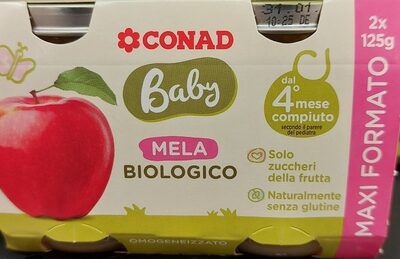 31.01.
10:25 DE
CONAD
Baby
MELA
BIOLOGICO
dal
4° mese
compiuto
secondo il parere
del pediatra
Solo
zuccheri
della frutta
Naturalmente
senza glutine
2x
125g
MAXI FORMATO
OMOGENEIZZATO